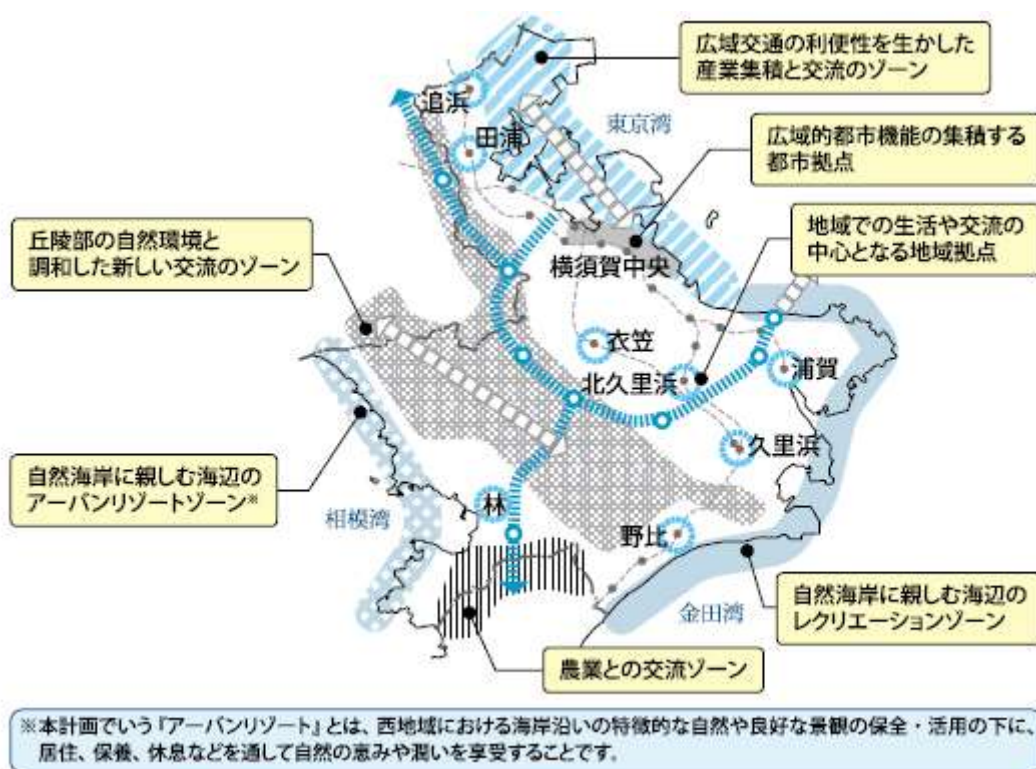 広域交通の利便性を生かした
産業集積と交流のゾーン
追浜
東京湾
田浦
広域的都市機能の集積する
都市拠点
地域での生活や交流の
中心となる地域拠点
丘陵部の自然環境と
調和した新しい交流のゾーン
横須賀中央
衣笠
北久里浜
浦賀
久里浜
自然海岸に親しむ海辺の
アーバンリゾートゾーン※
相模湾
林
野比
自然海岸に親しむ海辺の
レクリエーションゾーン
金田湾
農業との交流ゾーン
※本計画でいう『アーバンリゾート』とは、西地域における海岸沿いの特徴的な自然や良好な景観の保全・活用の下に、
居住、保養、休息などを通して自然の恵みや潤いを享受することです。